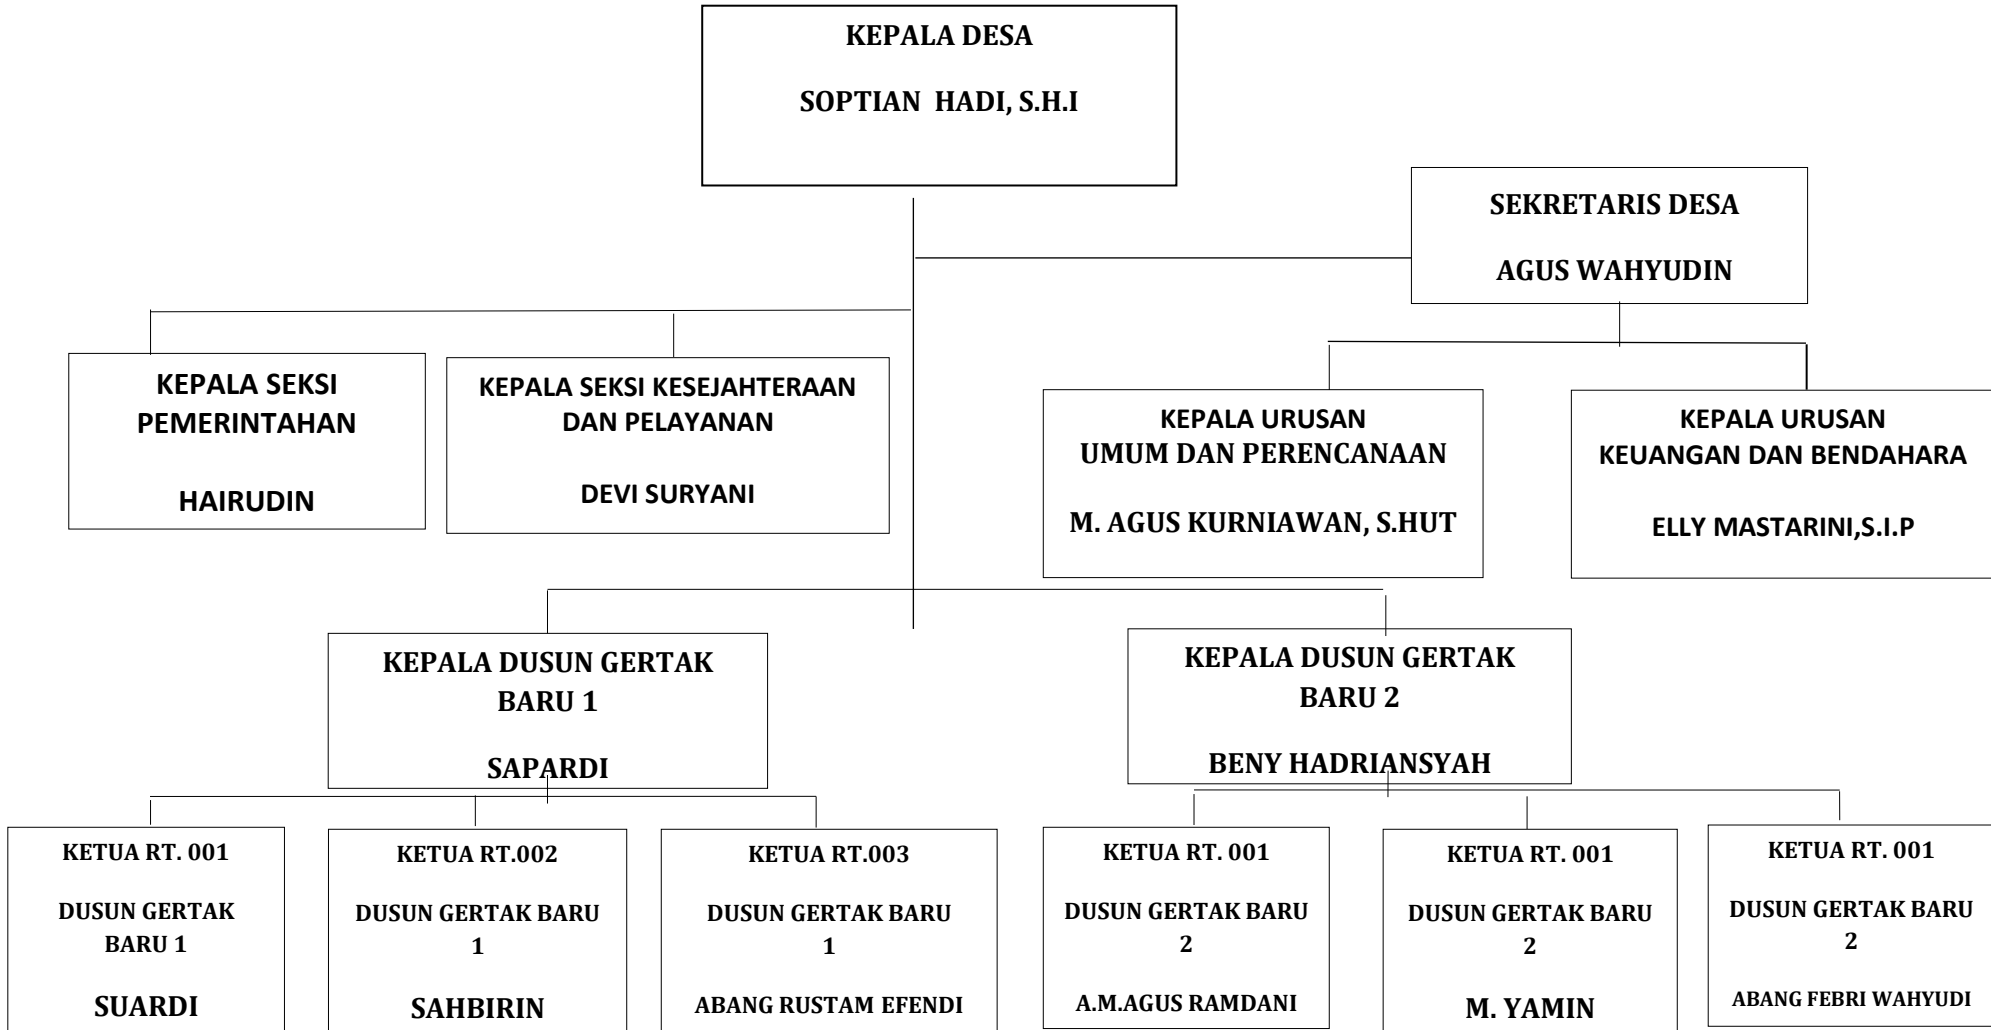 KEPALA DESA
SOPTIAN HADI, S.H.I
SEKRETARIS DESA
AGUS WAHYUDIN
KEPALA SEKSI
PEMERINTAHAN
HAIRUDIN
KEPALA SEKSI KESEJAHTERAAN
DAN PELAYANAN
DEVI SURYANI
KEPALA URUSAN
UMUM DAN PERENCANAAN
M. AGUS KURNIAWAN, S.HUT
KEPALA URUSAN
KEUANGAN DAN BENDAHARA
ELLY MASTARINI,S.I.P
KEPALA DUSUN GERTAK
BARU 1
SAPARDI
KEPALA DUSUN GERTAK
BARU 2
BENY HADRIANSYAH
KETUA RT. 001
DUSUN GERTAK
BARU 1
SUARDI
KETUA RT.002
DUSUN GERTAK BARU
1
SAHBIRIN
KETUA RT.003
DUSUN GERTAK BARU
1
ABANG RUSTAM EFENDI
KETUA RT. 001
DUSUN GERTAK BARU
2
A.M.AGUS RAMDANI
KETUA RT. 001
DUSUN GERTAK BARU
2
M. YAMIN
KETUA RT. 001
DUSUN GERTAK BARU
2
ABANG FEBRI WAHYUDI